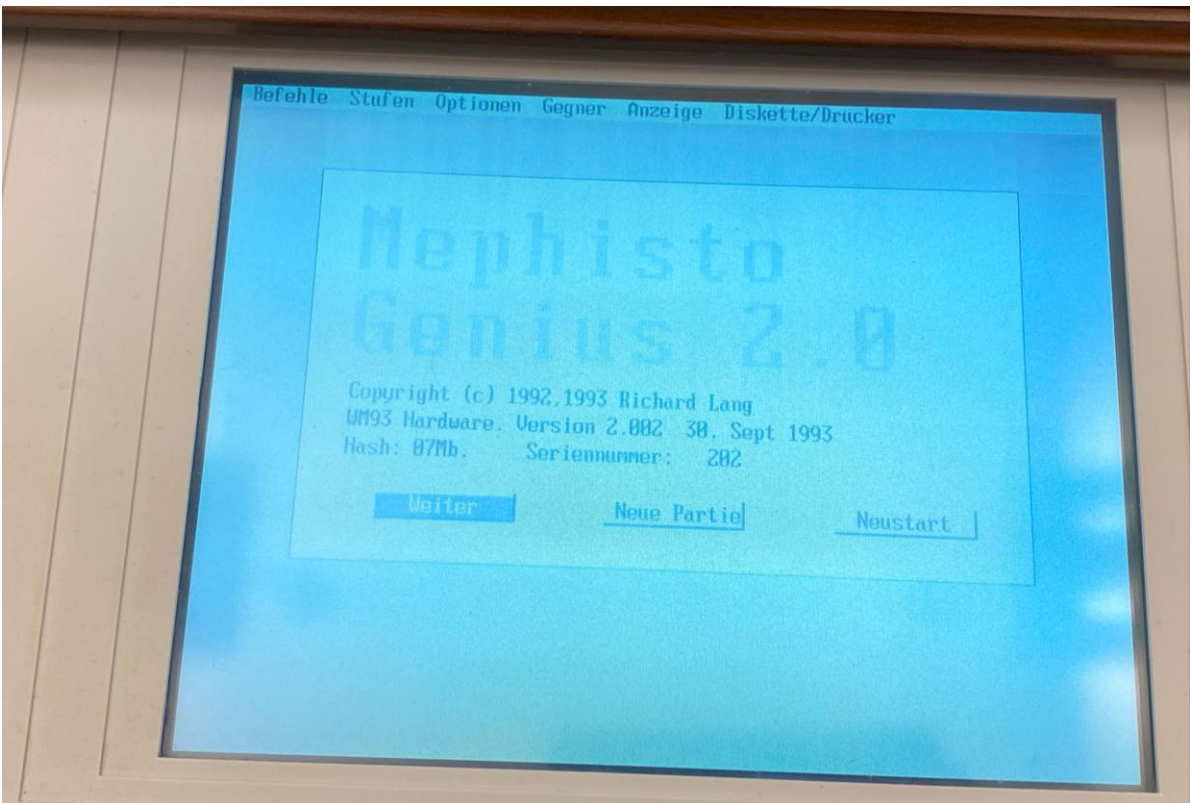 Befehle Stufen Optionen Gegner Anzeige Diskette/Drucker
Mephisto
Genius 2.0
Copyright (c) 1992,1993 Richard Lang
WM93 Hardware. Version 2.002 30. Sept 1993
Hash: 07Mb. Seriennummer: 202
Weiter Neue Partie Neustart